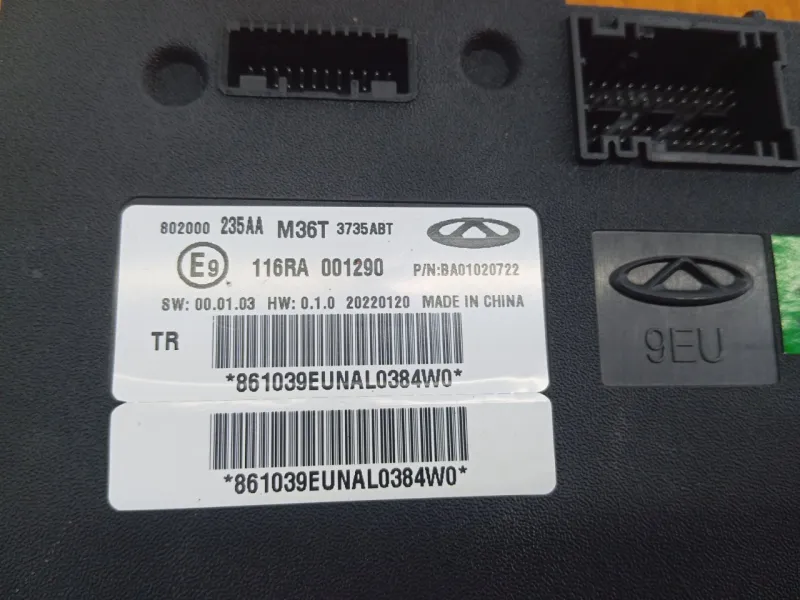 802000 235AA M36T 3735ABT
E9 116RA 001290 P/N:BA01020722
SW: 00.01.03 HW: 0.1.0 20220120 MADE IN CHINA
TR
*861039EUNAL0384W0*
*861039EUNAL0384W0*
9EU